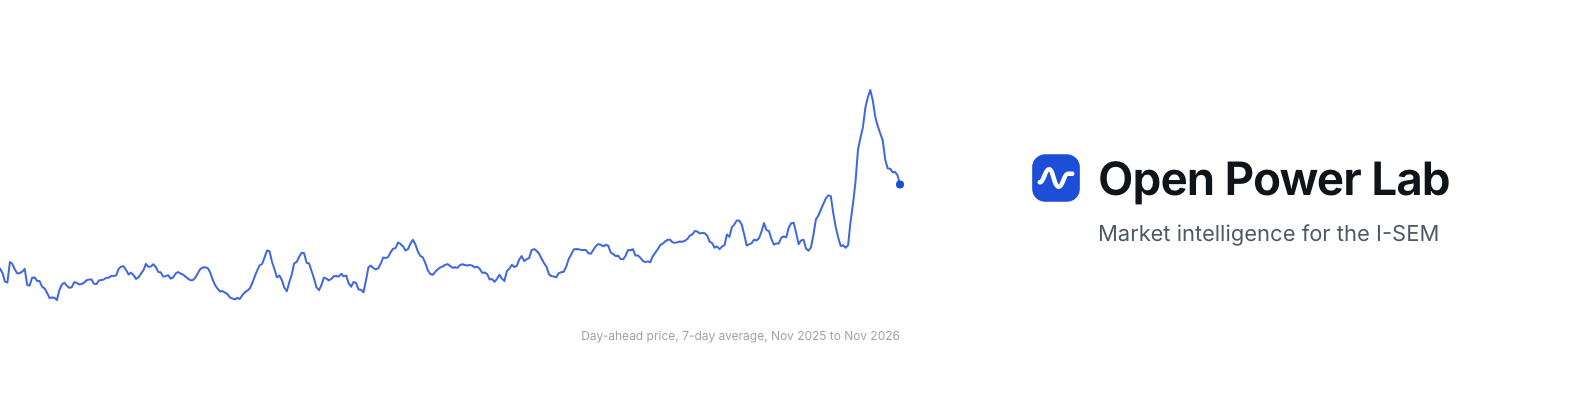 Open Power Lab
Market intelligence for the I-SEM
Day-ahead price, 7-day average, Nov 2025 to Nov 2026